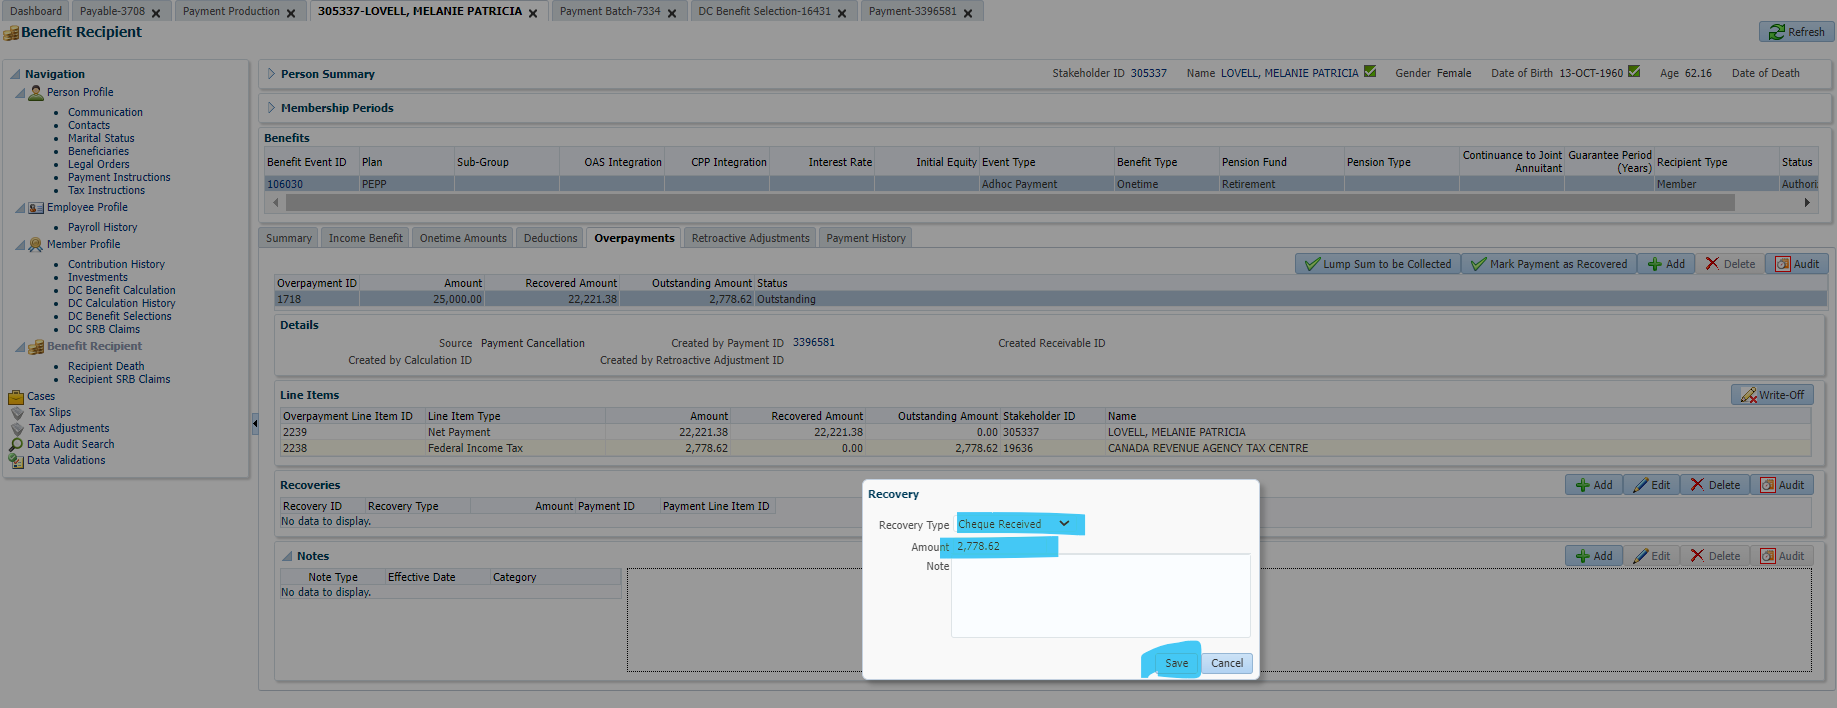 Dashboard Payable-3708 Payment Production 305337-LOVELL, MELANIE PATRICIA Payment Batch-7334 DC Benefit Selection-16431 Payment-3396581
Benefit Recipient Refresh
Navigation
Person Profile
Communication
Contacts
Marital Status
Beneficiaries
Legal Orders
Payment Instructions
Tax Instructions
Employee Profile
Payroll History
Member Profile
Contribution History
Investments
DC Benefit Calculation
DC Calculation History
DC Benefit Selections
DC SRB Claims
Benefit Recipient
Recipient Death
Recipient SRB Claims
Cases
Tax Slips
Tax Adjustments
Data Audit Search
Data Validations
Person Summary Stakeholder ID 305337 Name LOVELL, MELANIE PATRICIA Gender Female Date of Birth 13-OCT-1960 Age 62.16 Date of Death
Membership Periods
Benefits
Benefit Event ID Plan Sub-Group OAS Integration CPP Integration Interest Rate Initial Equity Event Type Benefit Type Pension Fund Pension Type Continuance to Joint Annuitant Guarantee Period (Years) Recipient Type Status
106030 PEPP Adhoc Payment Onetime Retirement Member Authori
Summary Income Benefit Onetime Amounts Deductions Overpayments Retroactive Adjustments Payment History
Lump Sum to be Collected Mark Payment as Recovered Add Delete Audit
Overpayment ID Amount Recovered Amount Outstanding Amount Status
1718 25,000.00 22,221.38 2,778.62 Outstanding
Details
Source Payment Cancellation Created by Payment ID 3396581 Created Receivable ID
Created by Calculation ID Created by Retroactive Adjustment ID
Line Items Write-Off
Overpayment Line Item ID Line Item Type Amount Recovered Amount Outstanding Amount Stakeholder ID Name
2239 Net Payment 22,221.38 22,221.38 0.00 305337 LOVELL, MELANIE PATRICIA
2238 Federal Income Tax 2,778.62 0.00 2,778.62 19636 CANADA REVENUE AGENCY TAX CENTRE
Recoveries Add Edit Delete Audit
Recovery ID Recovery Type Amount Payment ID Payment Line Item ID
No data to display.
Notes Add Edit Delete Audit
Note Type Effective Date Category
No data to display.
Recovery
Recovery Type Cheque Received
Amount 2,778.62
Note
Save Cancel